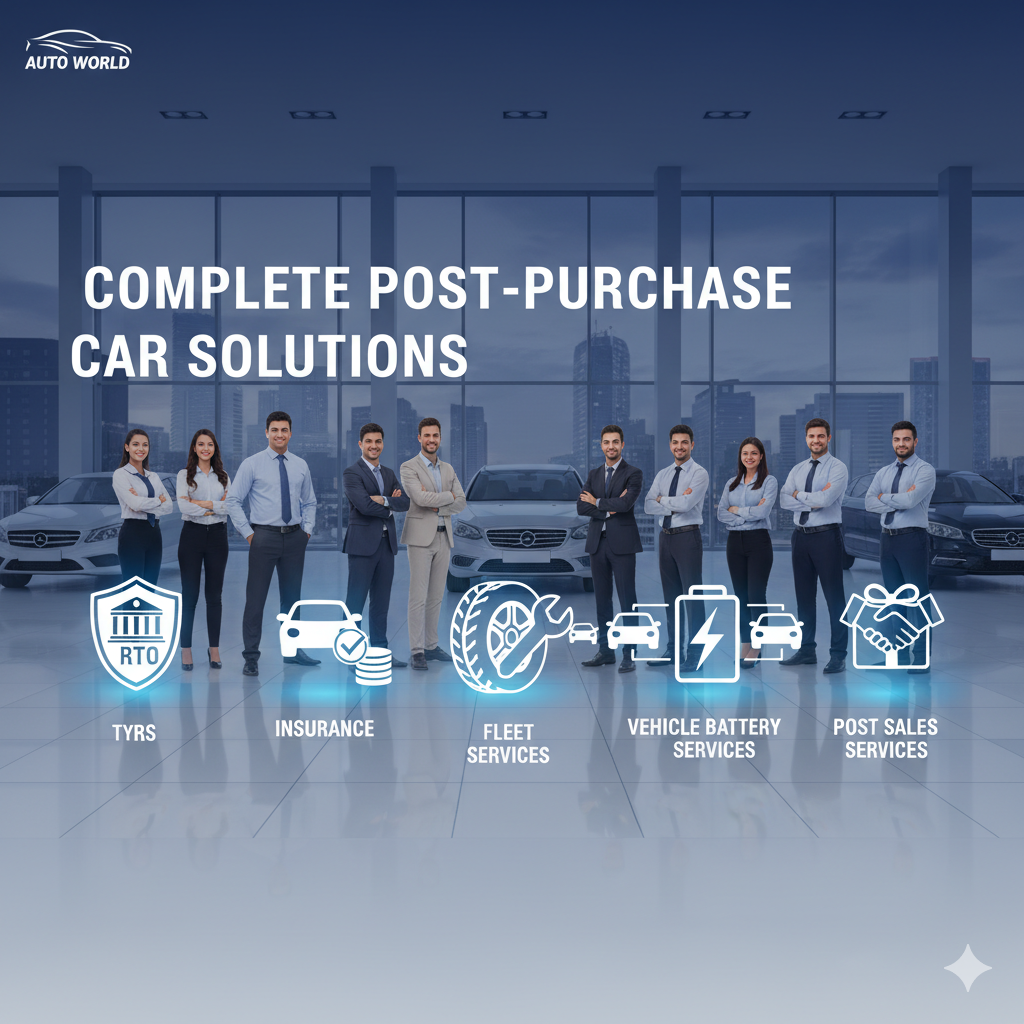 AUTO WORLD
COMPLETE POST-PURCHASE
CAR SOLUTIONS
RTO
TYRS
INSURANCE
FLEET
SERVICES
VEHICLE BATTERY
SERVICES
POST SALES
SERVICES